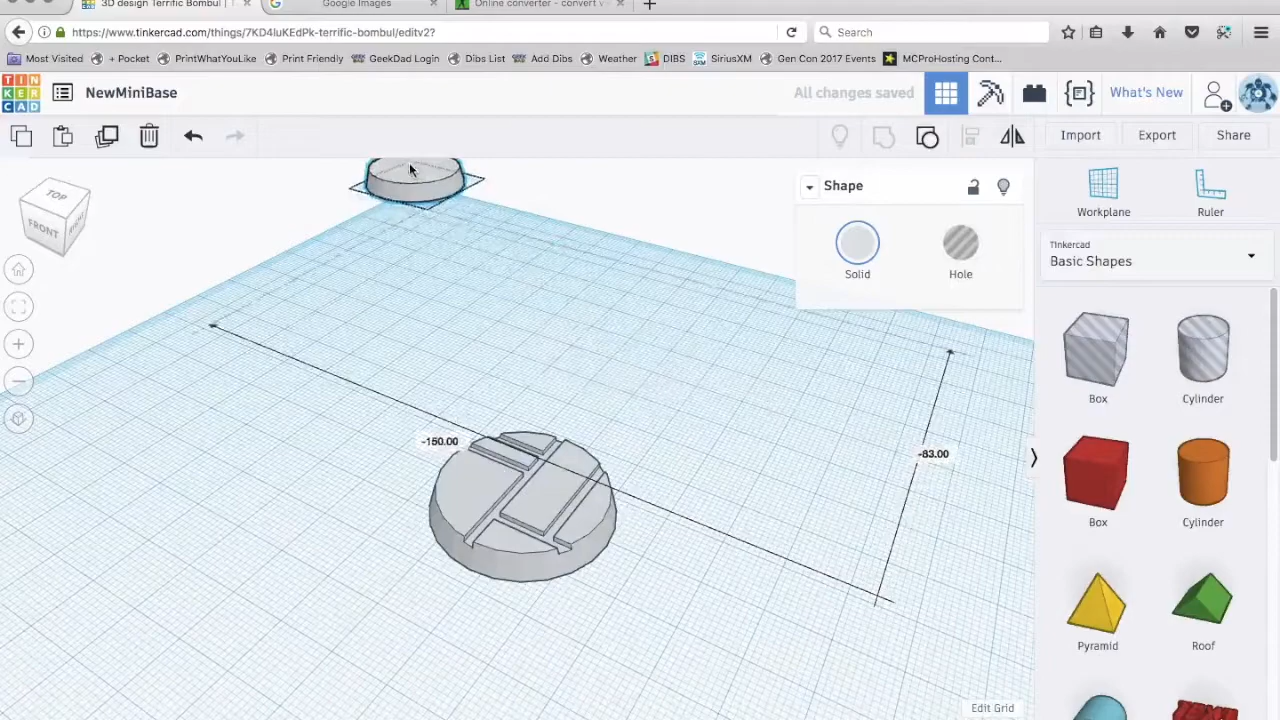 3D design Terrific Bombul |
Google Images
Online converter - convert v
https://www.tinkercad.com/things/7KD4luKEdPk-terrific-bombul/editv2?
Search
Most Visited
+ Pocket
PrintWhatYouLike
Print Friendly
GeekDad Login
Dibs List
Add Dibs
Weather
DIBS
SiriusXM
Gen Con 2017 Events
MCProHosting Cont...
TIN
KER
CAD
NewMiniBase
All changes saved
What's New
Import
Export
Share
TOP
FRONT
RIGHT
Shape
Solid
Hole
Workplane
Ruler
Tinkercad
Basic Shapes
Box
Cylinder
Box
Cylinder
Pyramid
Roof
-150.00
-83.00
Edit Grid